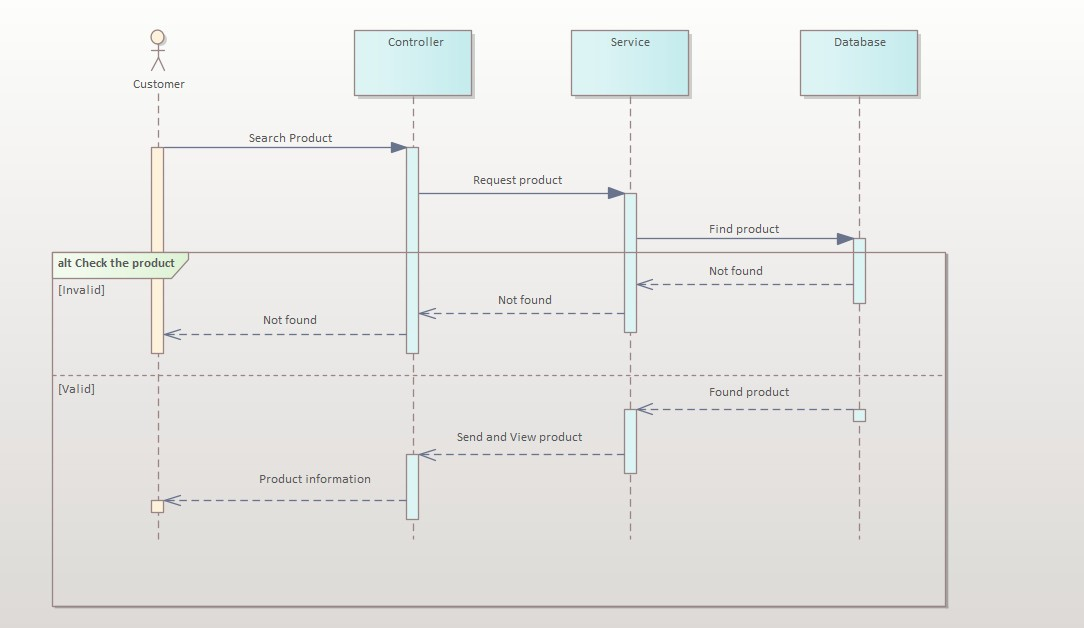 Controller
Service
Database
Customer
Search Product
Request product
Find product
alt Check the product
[Invalid]
Not found
Not found
Not found
[Valid]
Found product
Send and View product
Product information